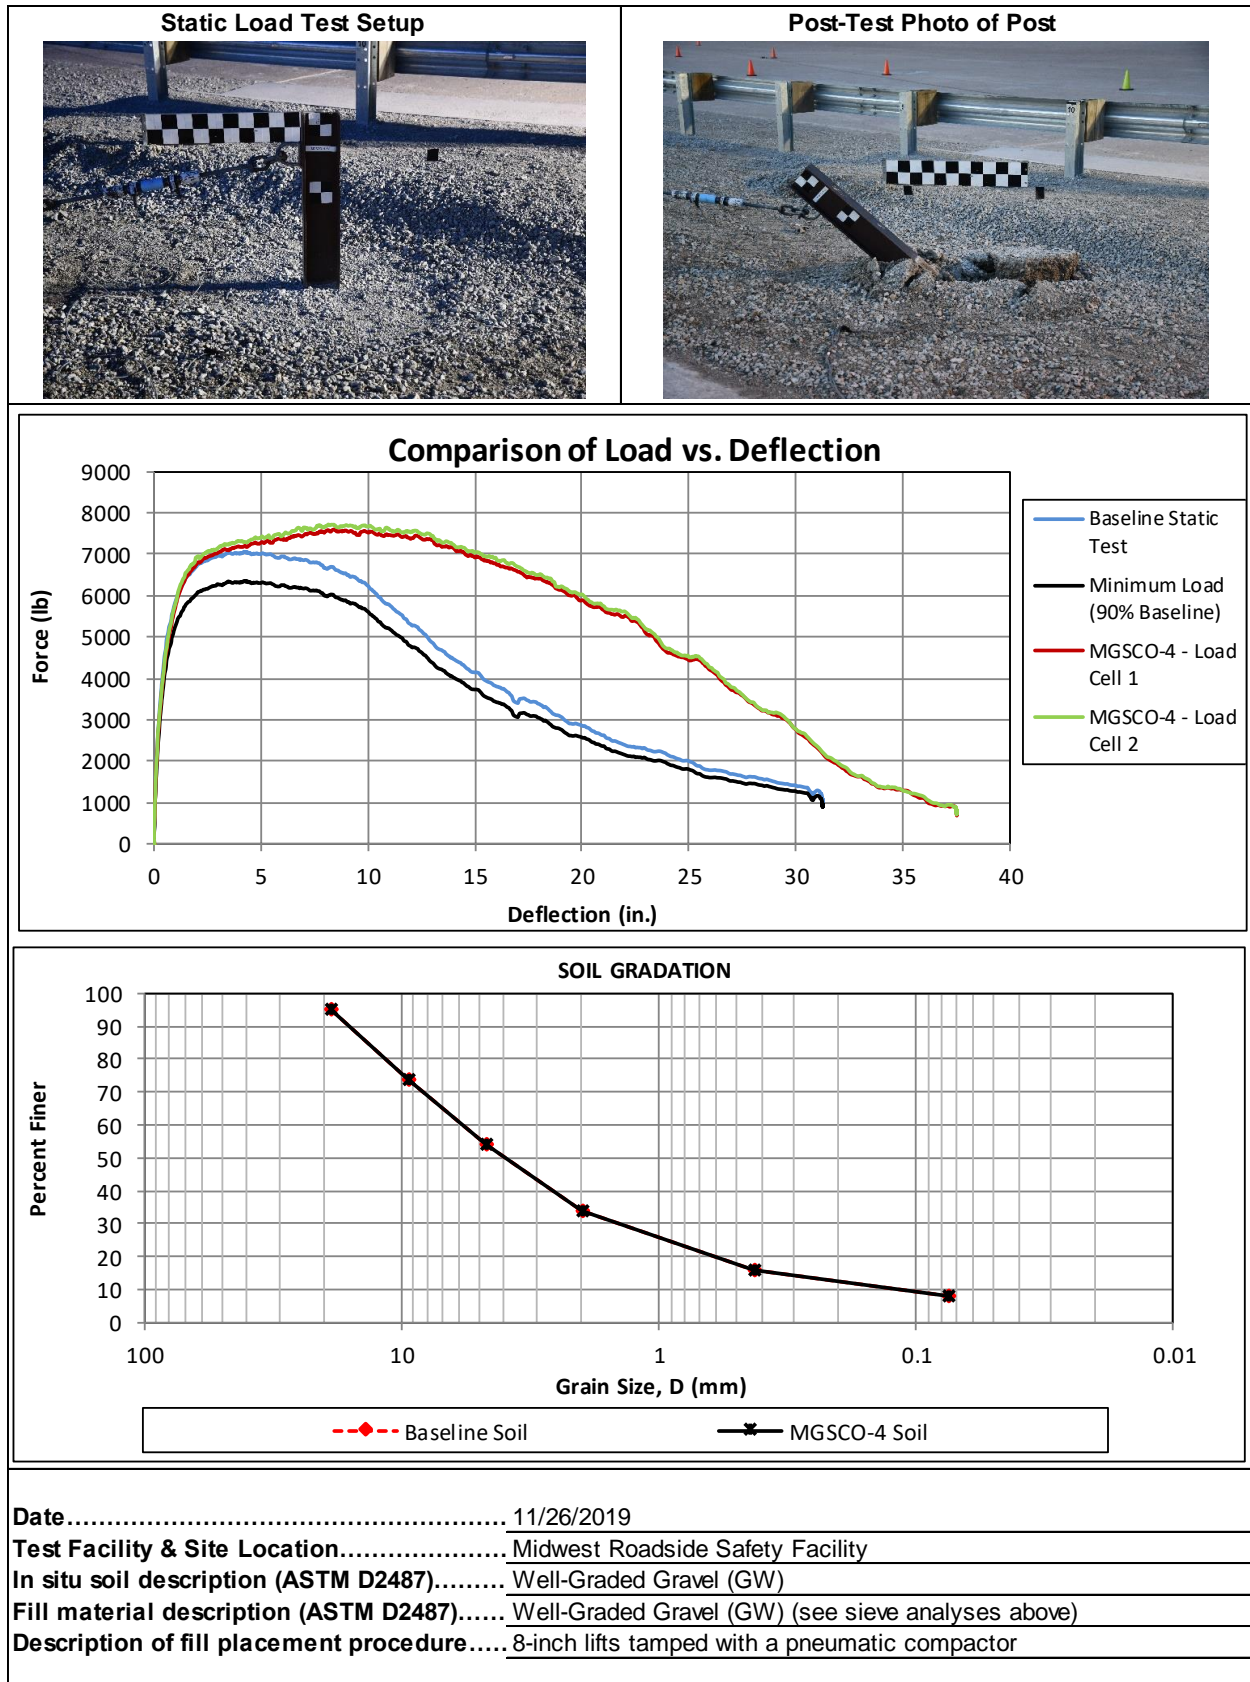 Static Load Test Setup
Post-Test Photo of Post
10
Comparison of Load vs. Deflection
Force (lb)
9000
8000
7000
6000
5000
4000
3000
2000
1000
0
0 5 10 15 20 25 30 35 40
Deflection (in.)
Baseline Static
Test
Minimum Load
(90% Baseline)
MGSCO-4 - Load
Cell 1
MGSCO-4 - Load
Cell 2
SOIL GRADATION
Percent Finer
100
90
80
70
60
50
40
30
20
10
0
100 10 1 0.1 0.01
Grain Size, D (mm)
Baseline Soil MGSCO-4 Soil
Date.................................................... 11/26/2019
Test Facility & Site Location..................... Midwest Roadside Safety Facility
In situ soil description (ASTM D2487)......... Well-Graded Gravel (GW)
Fill material description (ASTM D2487)...... Well-Graded Gravel (GW) (see sieve analyses above)
Description of fill placement procedure..... 8-inch lifts tamped with a pneumatic compactor